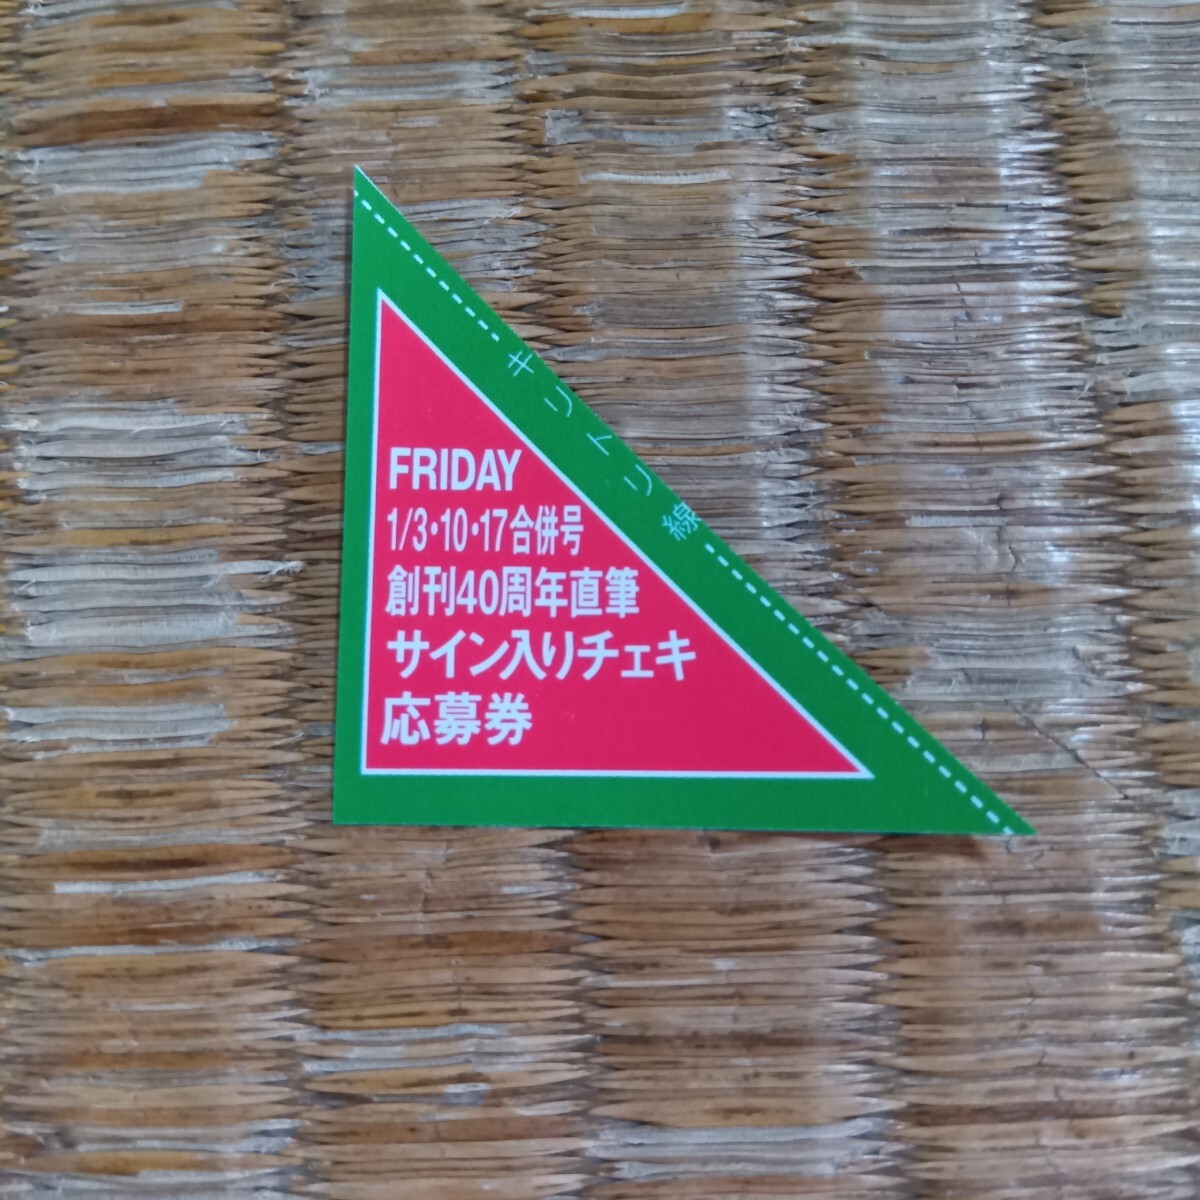 キリトリ線
FRIDAY
1/3・10・17合併号
創刊40周年直筆
サイン入りチェキ
応募券